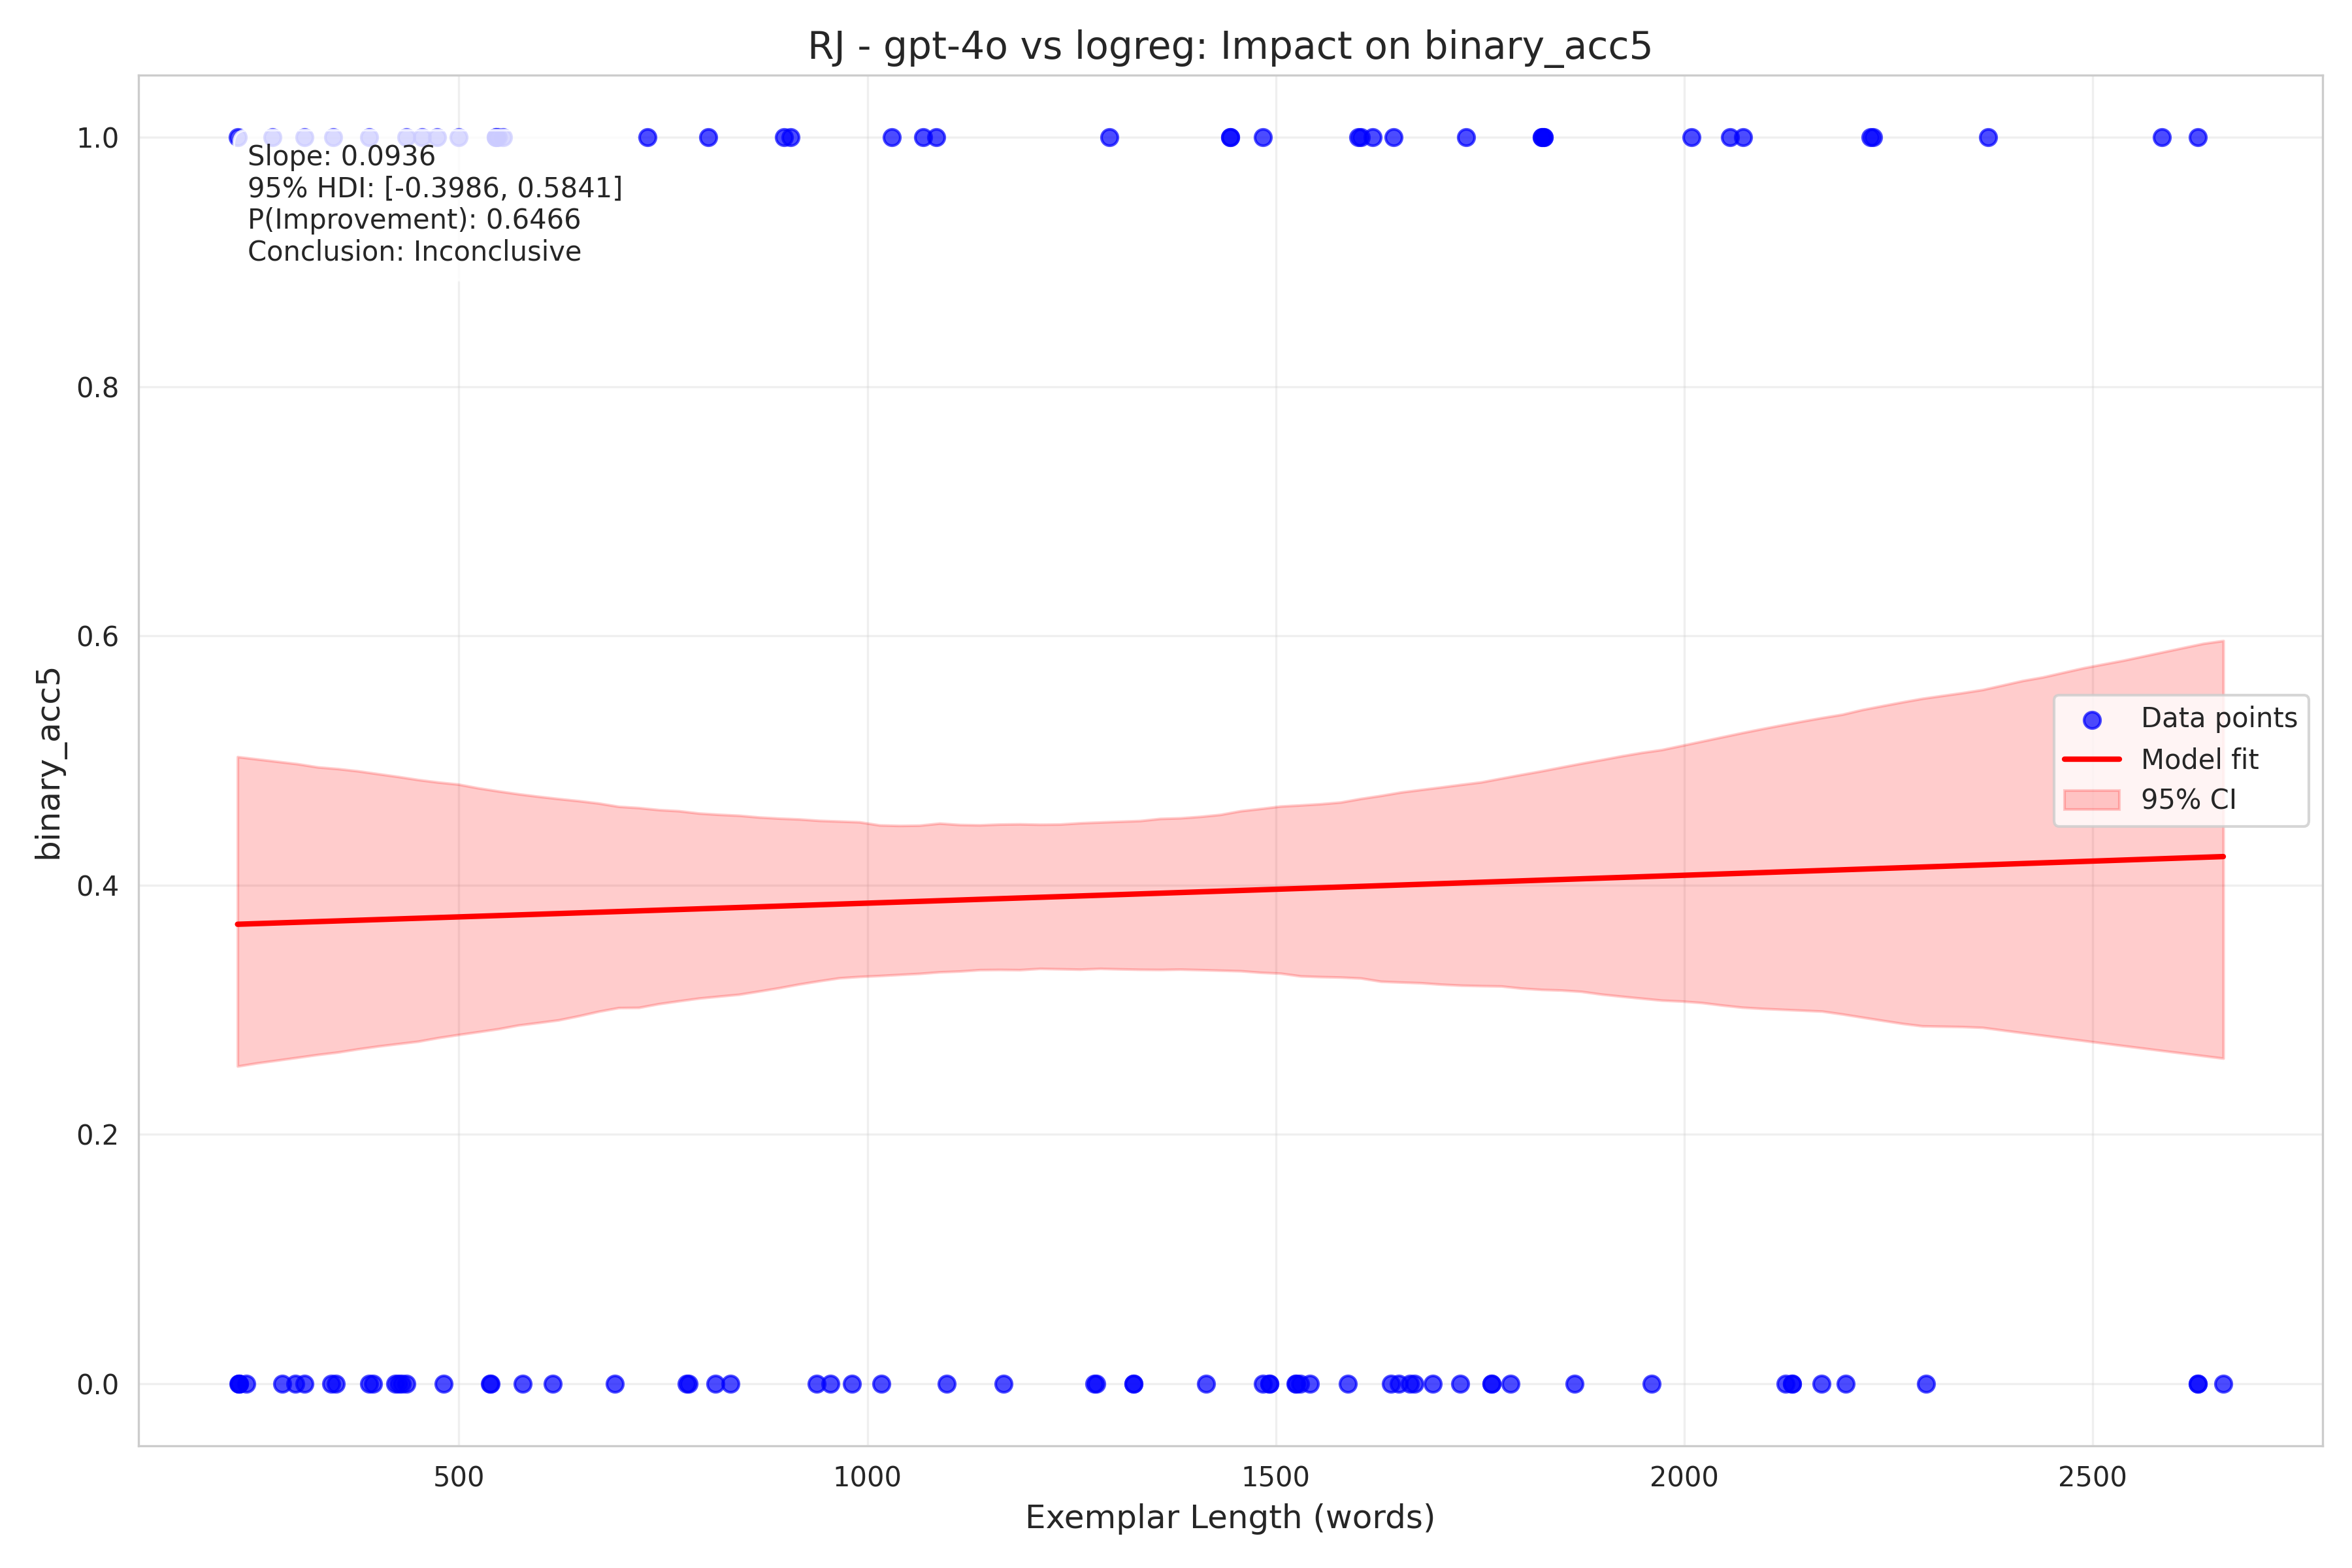 RJ - gpt-4o vs logreg: Impact on binary_acc5
1.0
Slope: 0.0936
95% HDI: [-0.3986, 0.5841]
P(Improvement): 0.6466
Conclusion: Inconclusive
0.8
0.6
binary_acc5
Data points
Model fit
95% CI
0.4
0.2
0.0
500
1000
1500
2000
2500
Exemplar Length (words)